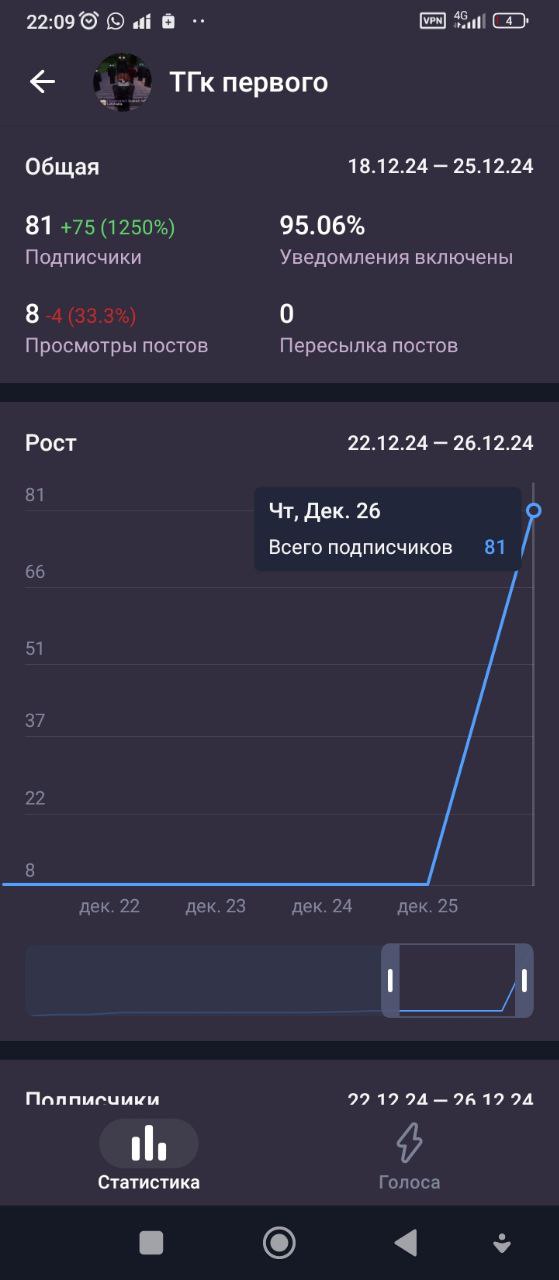 22:09
VPN 4G 4
ТГк первого
Общая 18.12.24 — 25.12.24
81 +75 (1250%) 95.06%
Подписчики Уведомления включены
8 -4 (33.3%) 0
Просмотры постов Пересылка постов
Рост 22.12.24 — 26.12.24
81
Чт, Дек. 26
Всего подписчиков 81
66
51
37
22
8
дек. 22 дек. 23 дек. 24 дек. 25
Подписчики 22.12.24 — 26.12.24
Статистика Голоса